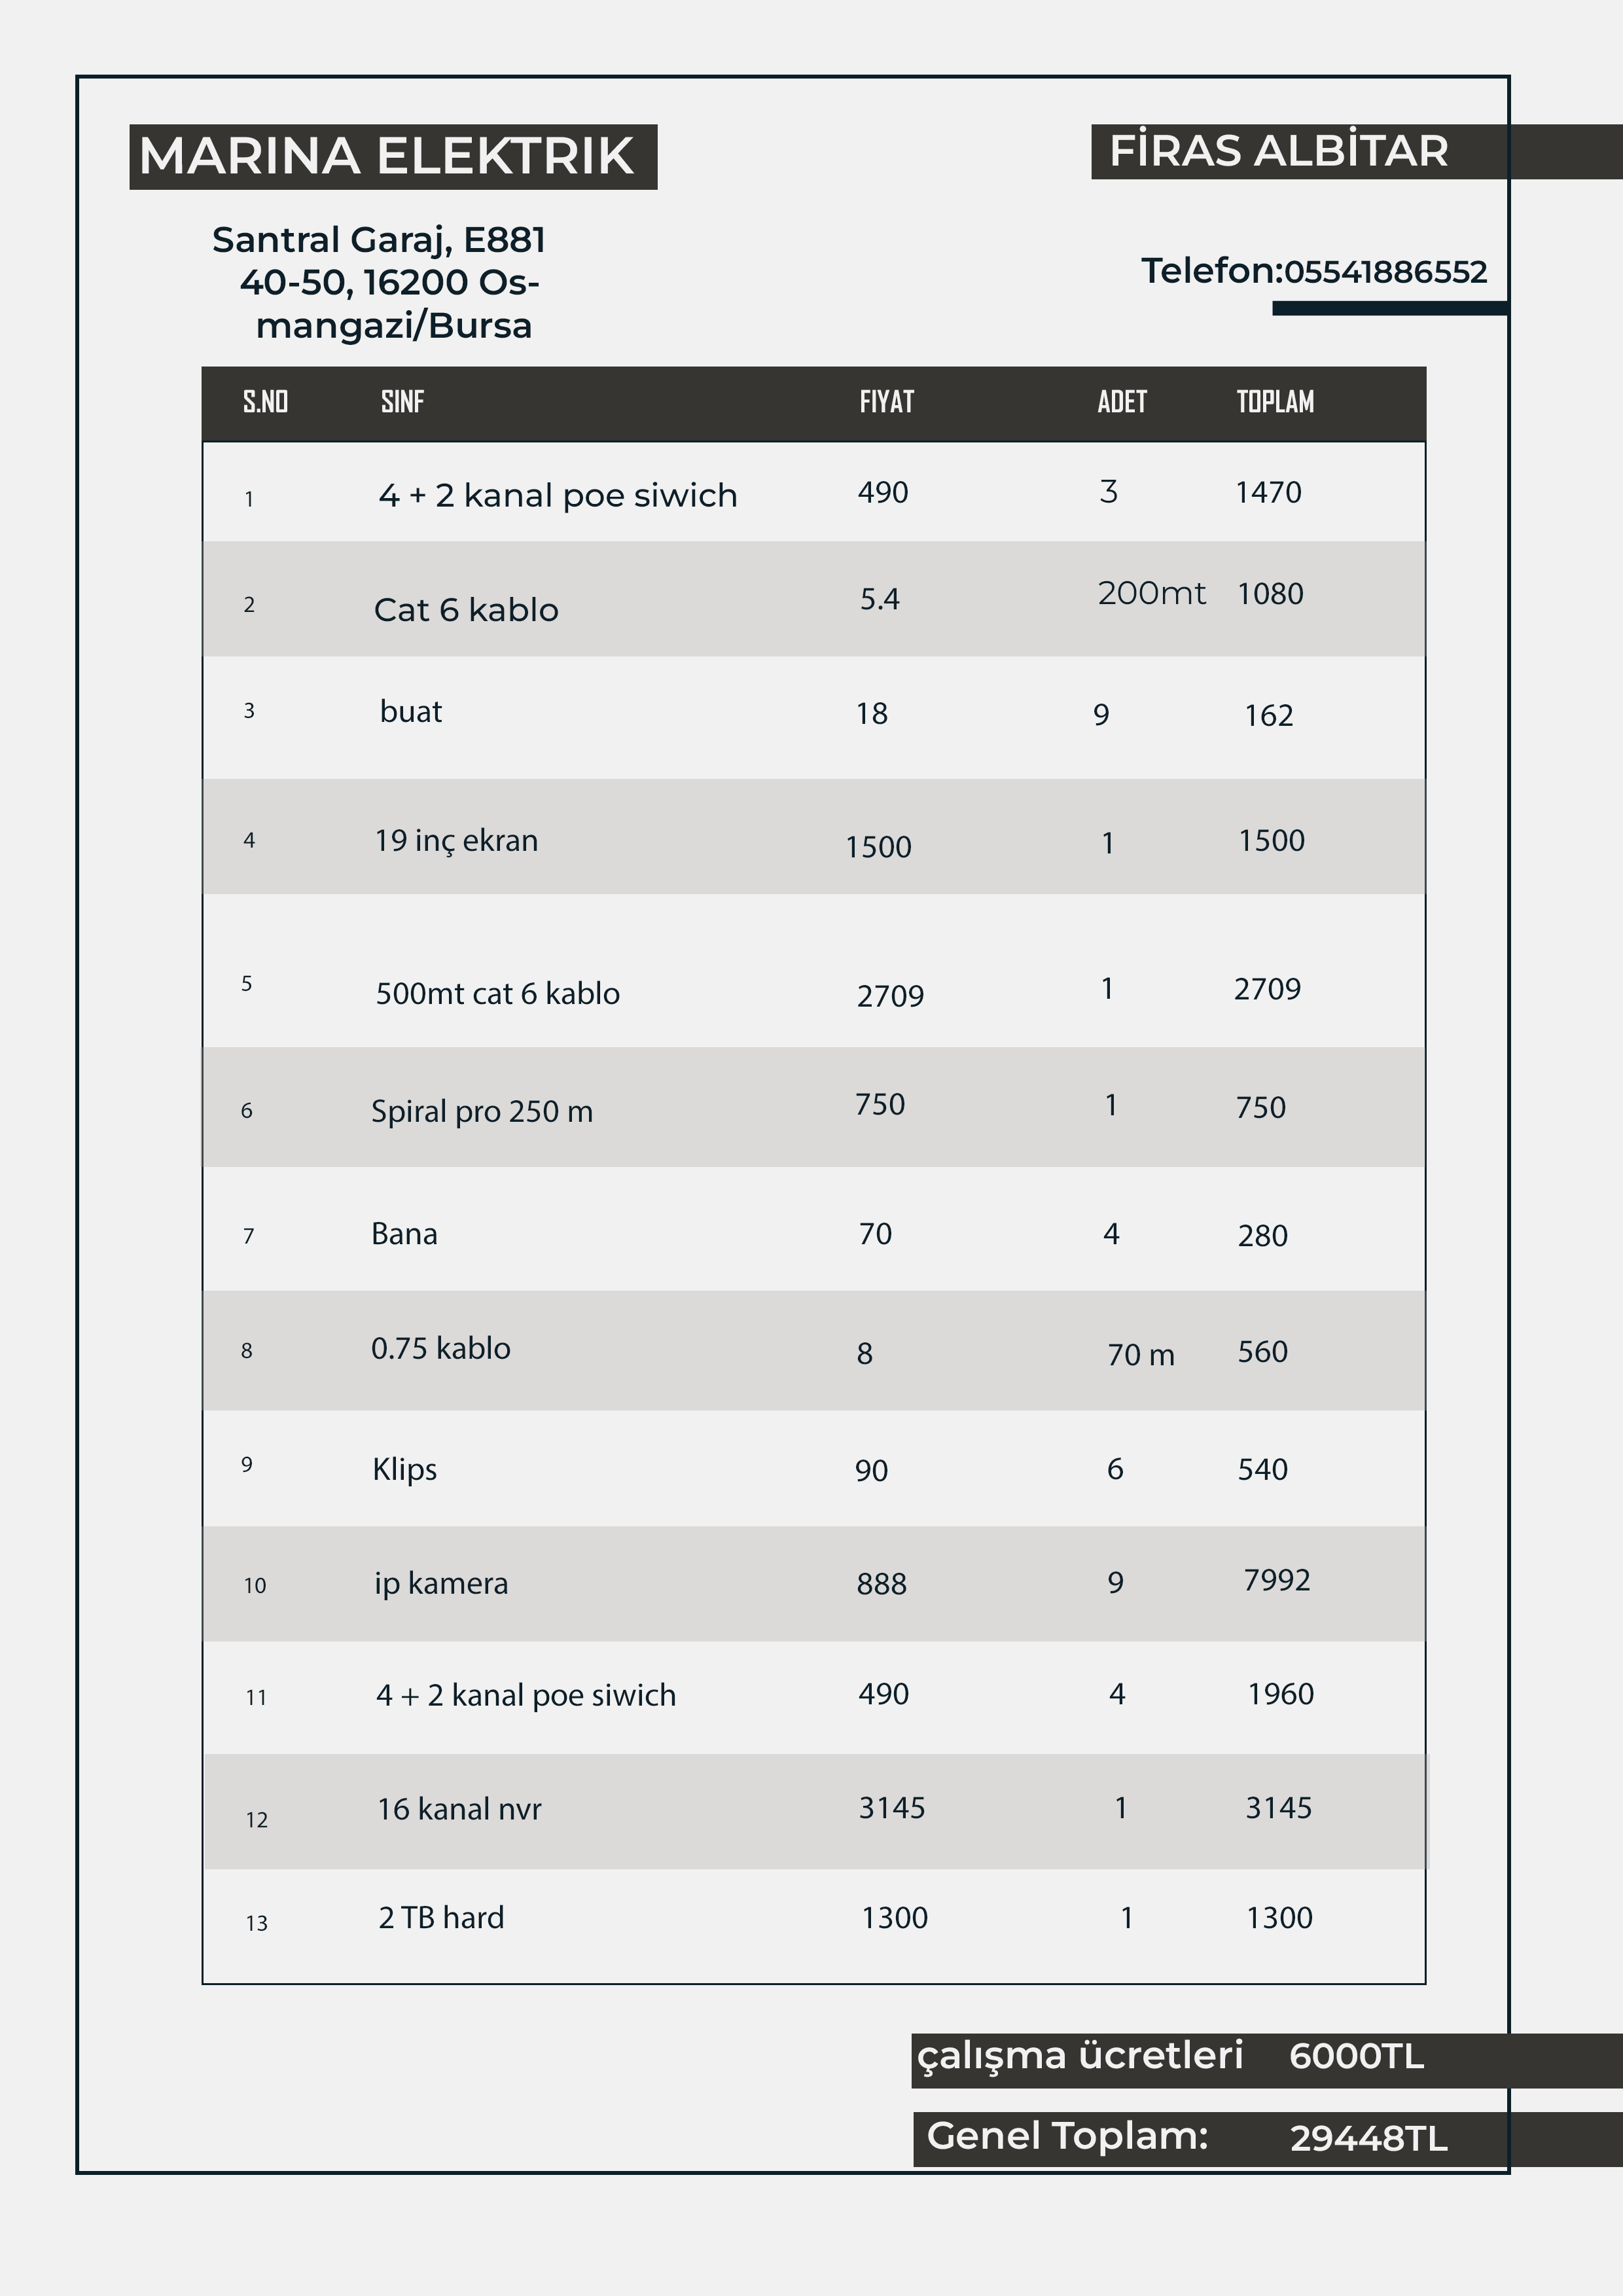 MARINA ELEKTRIK
FİRAS ALBİTAR
Santral Garaj, E881
40-50, 16200 Os-
mangazi/Bursa
Telefon:05541886552
S.NO SINF FIYAT ADET TOPLAM
1 4 + 2 kanal poe siwich 490 3 1470
2 Cat 6 kablo 5.4 200mt 1080
3 buat 18 9 162
4 19 inç ekran 1500 1 1500
5 500mt cat 6 kablo 2709 1 2709
6 Spiral pro 250 m 750 1 750
7 Bana 70 4 280
8 0.75 kablo 8 70 m 560
9 Klips 90 6 540
10 ip kamera 888 9 7992
11 4 + 2 kanal poe siwich 490 4 1960
12 16 kanal nvr 3145 1 3145
13 2 TB hard 1300 1 1300
çalışma ücretleri 6000TL
Genel Toplam: 29448TL